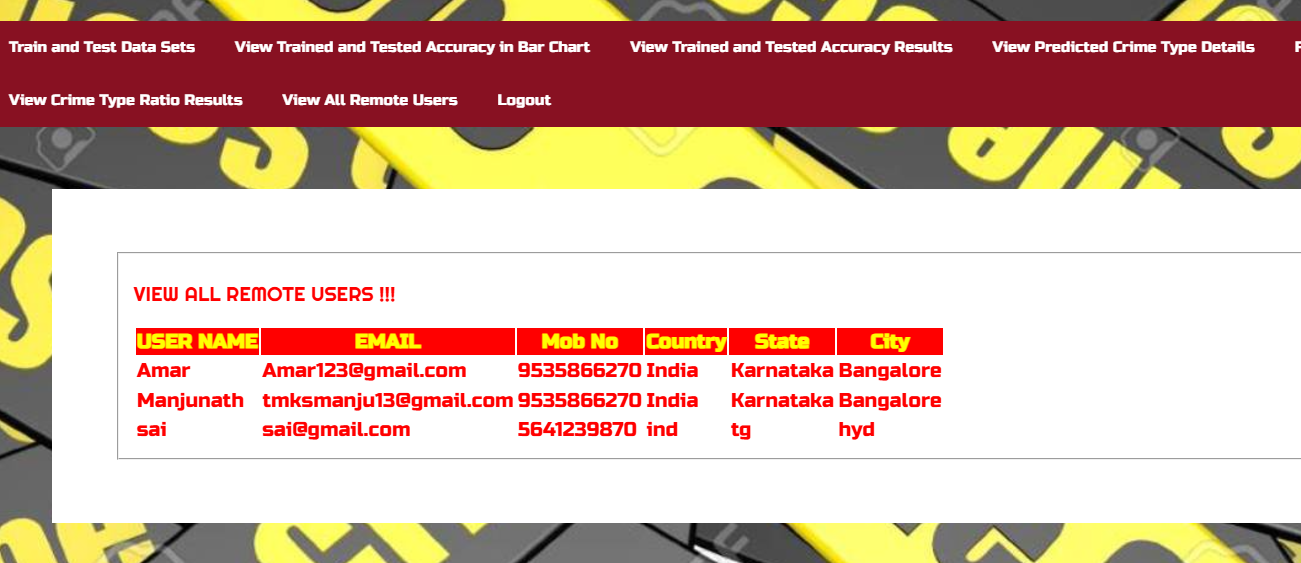 Train and Test Data Sets View Trained and Tested Accuracy in Bar Chart View Trained and Tested Accuracy Results View Predicted Crime Type Details
View Crime Type Ratio Results View All Remote Users Logout
VIEW ALL REMOTE USERS !!!
USER NAME EMAIL Mob No Country State City
Amar Amar123@gmail.com 9535866270 India Karnataka Bangalore
Manjunath tmksmanju13@gmail.com 9535866270 India Karnataka Bangalore
sai sai@gmail.com 5641239870 ind tg hyd